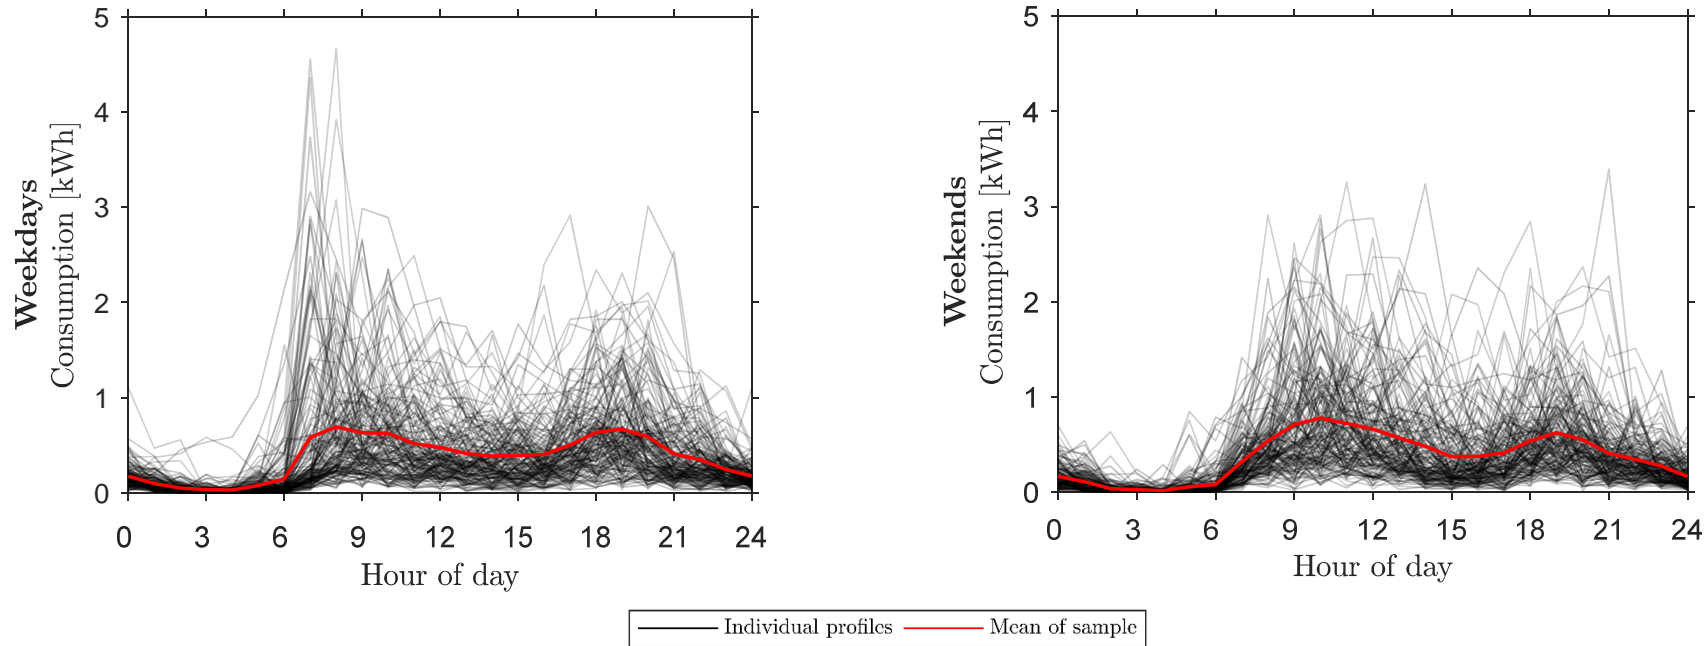 Weekdays
Consumption [kWh]
5
4
3
2
1
0
0 3 6 9 12 15 18 21 24
Hour of day
Weekends
Consumption [kWh]
5
4
3
2
1
0
0 3 6 9 12 15 18 21 24
Hour of day
Individual profiles Mean of sample